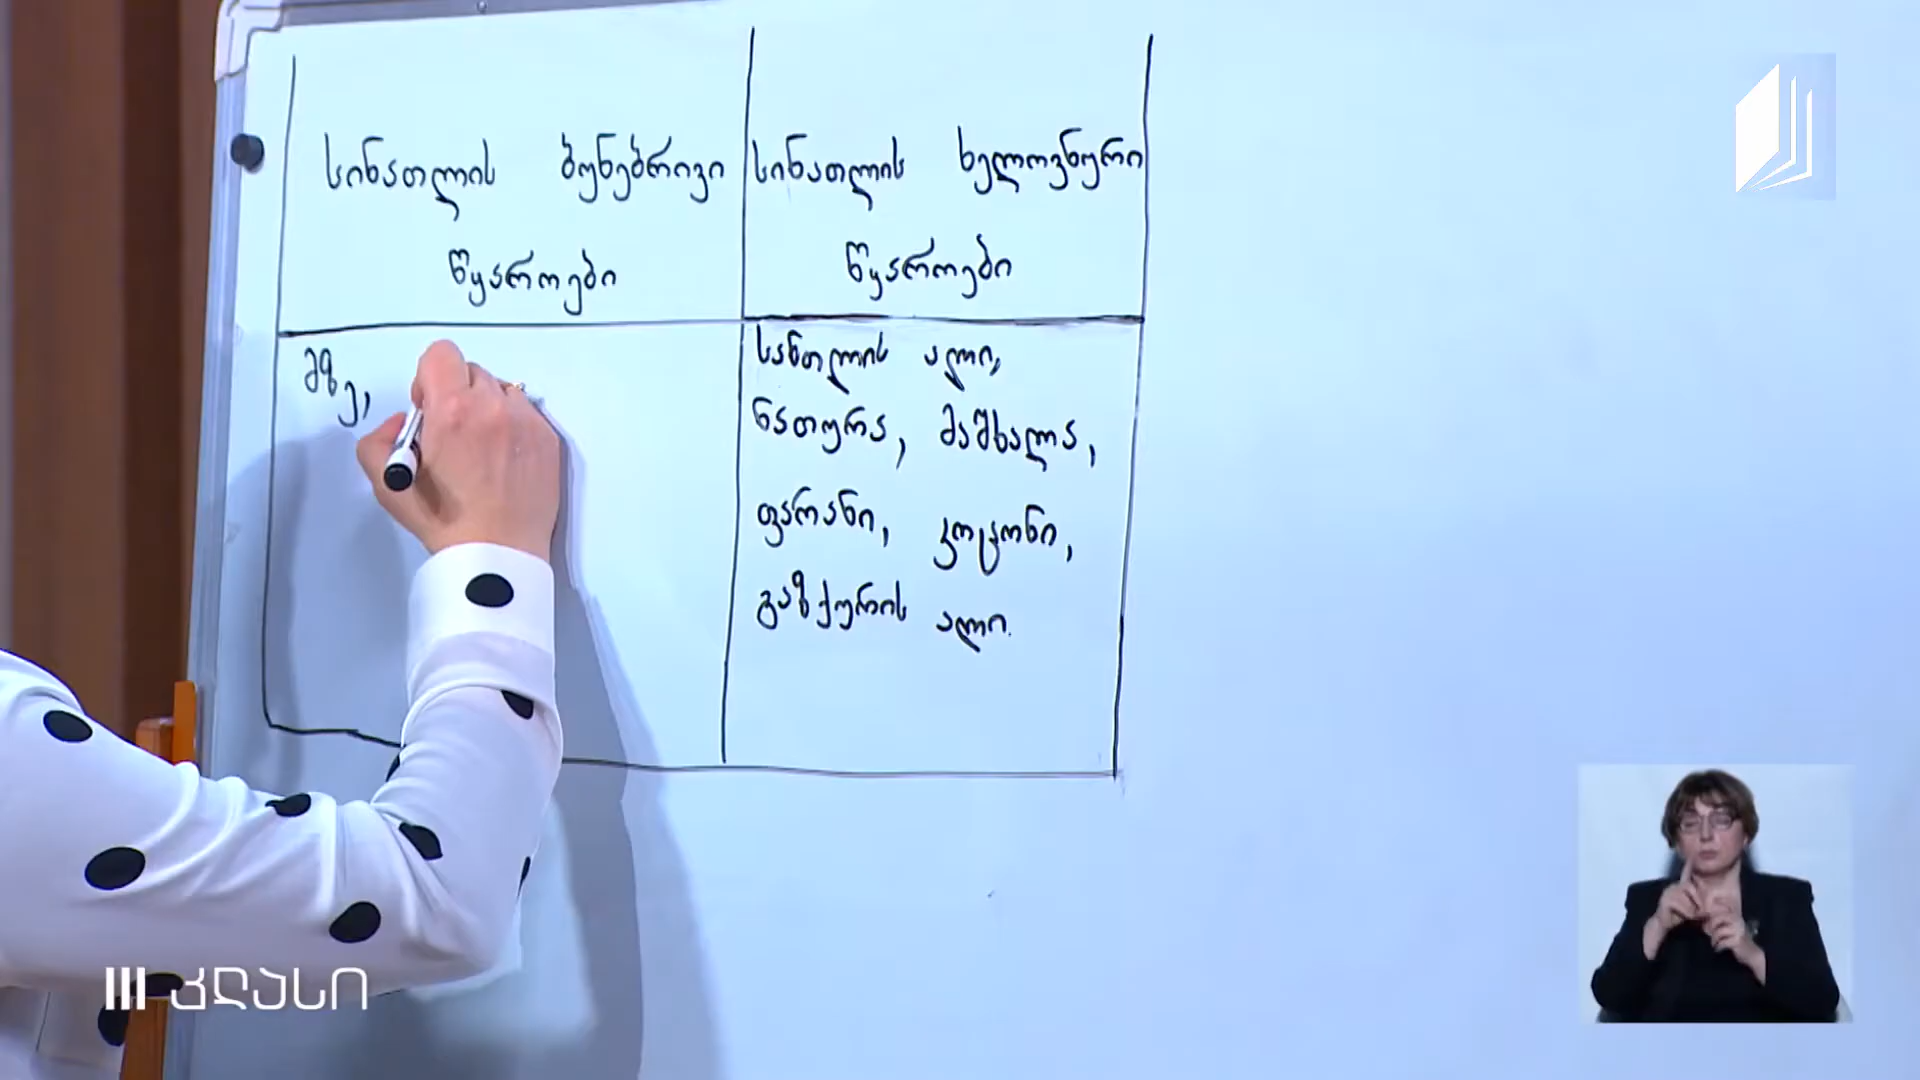 სინათლის ბუნებრივი
წყაროები
სინათლის ხელოვნური
წყაროები
მზე,
სანთლის ალი,
ნათურა, მაშხალა,
ფარანი, კოცონი,
გაზქურის ალი.
III კლასი